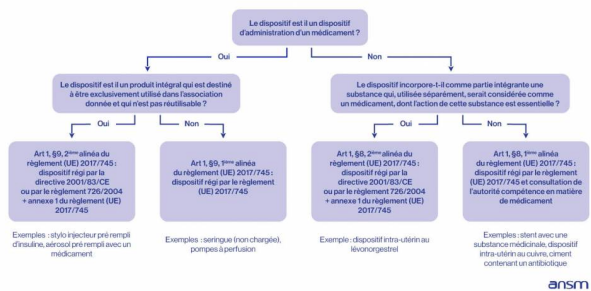 Le dispositif est il un dispositif
d'administration d'un médicament ?
Oui
Non
Le dispositif est il un produit intégral qui est destiné
à être exclusivement utilisé dans l'association
donnée et qui n'est pas réutilisable ?
Le dispositif incorpore-t-il comme partie intégrante une
substance qui, utilisée séparément, serait considérée comme
un médicament, dont l'action de cette substance est essentielle ?
Oui
Non
Oui
Non
Art 1, §9, 2ième alinéa du
règlement (UE) 2017/745 :
dispositif régi par la
directive 2001/83/CE
ou par le règlement 726/2004
+ annexe 1 du règlement (UE)
2017/745
Art 1, §9, 1ième alinéa
du règlement (UE) 2017/745 :
dispositif régi par le règlement
(UE) 2017/745
Art 1, §8, 2ième alinéa du
règlement (UE) 2017/745 :
dispositif régi par la
directive 2001/83/CE
ou par le règlement 726/2004
+ annexe 1 du règlement (UE)
2017/745
Art 1, §8, 1ième alinéa
du règlement (UE) 2017/745 :
dispositif régi par le règlement
(UE) 2017/745 et consultation de
l'autorité compétence en matière
de médicament
Exemples : stylo injecteur pré rempli
d'insuline, aérosol pré rempli avec un
médicament
Exemples : seringue (non chargée),
pompes à perfusion
Exemple : dispositif intra-utérin au
lévonorgestrel
Exemples : stent avec une
substance médicinale, dispositif
intra-utérin au cuivre, ciment
contenant un antibiotique
ansm